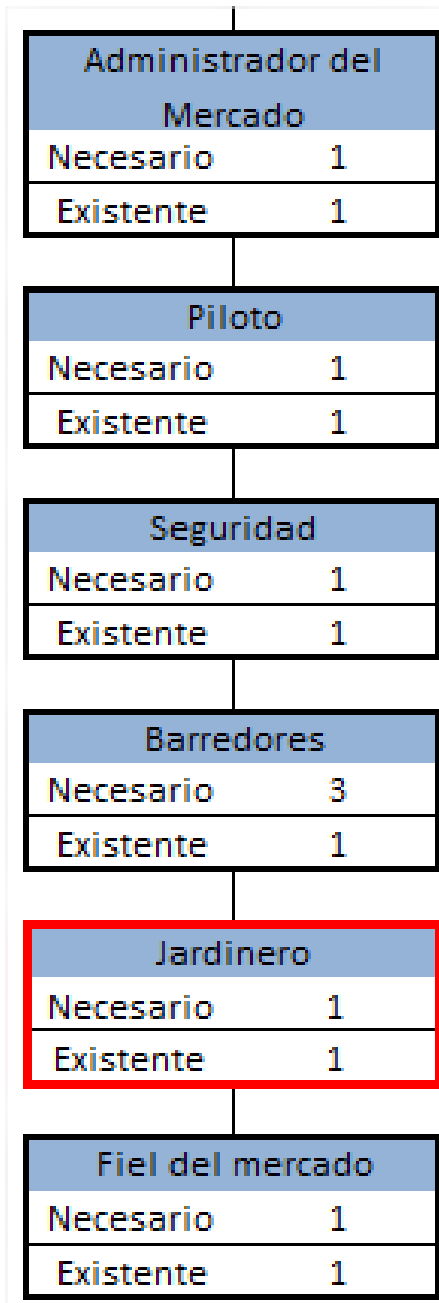 Administrador del
Mercado
Necesario 1
Existente 1
Piloto
Necesario 1
Existente 1
Seguridad
Necesario 1
Existente 1
Barredores
Necesario 3
Existente 1
Jardinero
Necesario 1
Existente 1
Fiel del mercado
Necesario 1
Existente 1